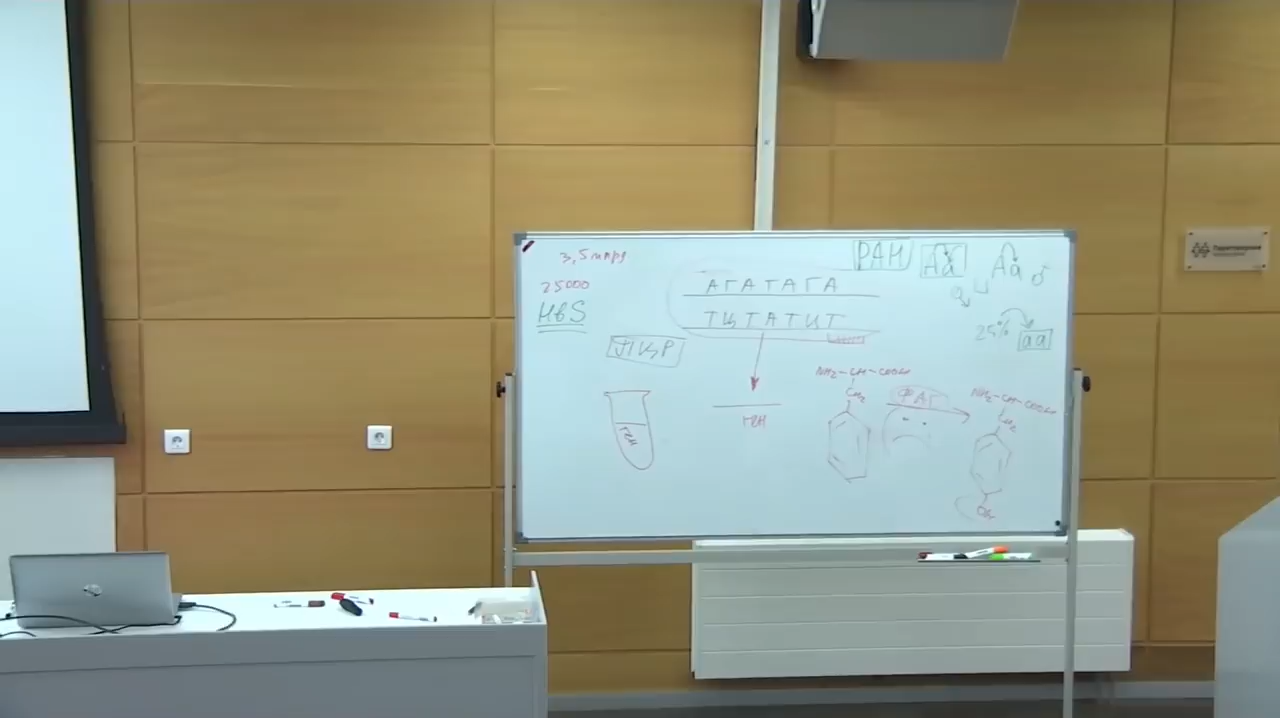 3,5 млрд
25000
HbS
ПЦР
ген
АГАТАГА
ТЦТАТЦТ
ген
РАН
Аа
Аа ♂
25%
аа
NH₂-CH-COOH
CH₂
ФАГ
NH₂-CH-COOH
CH₂
OH